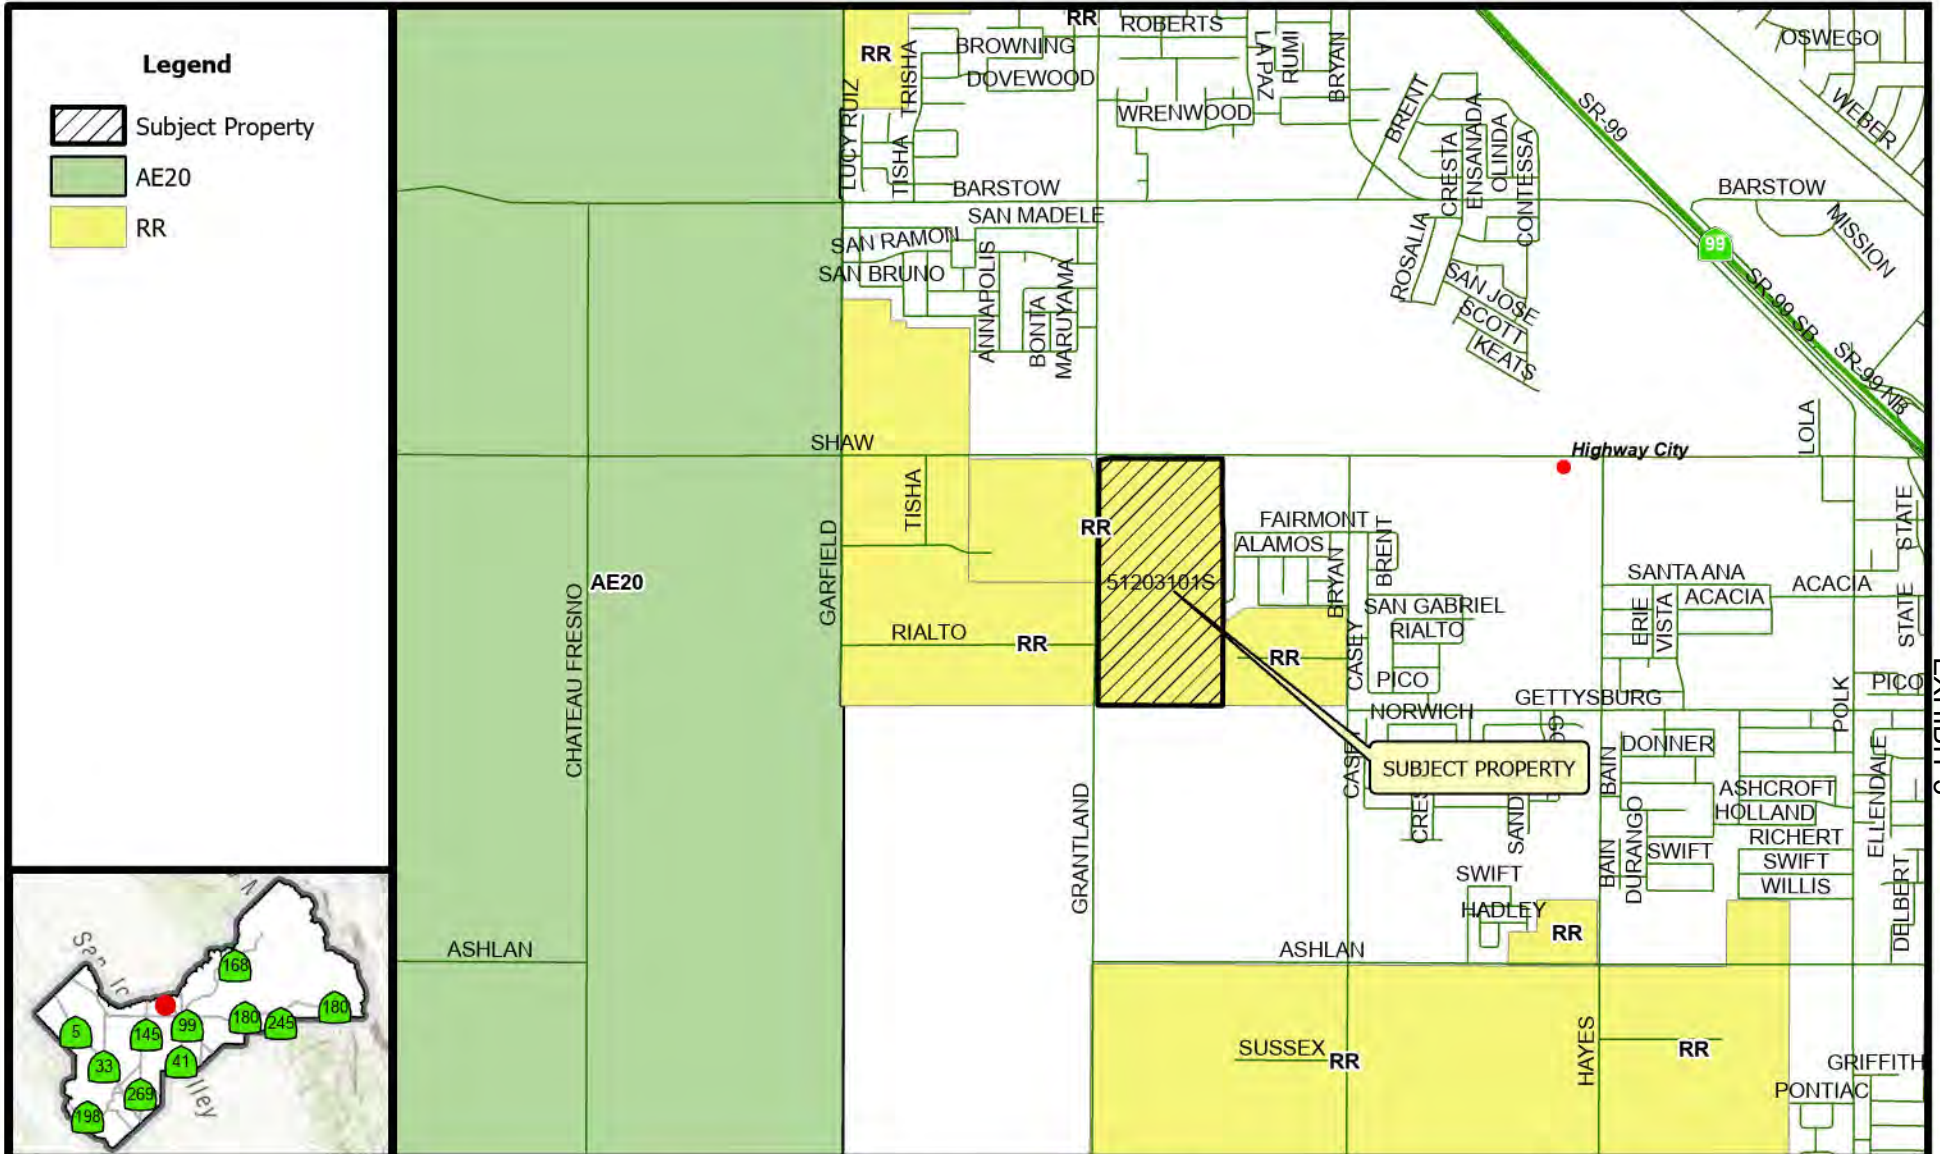 Legend
Subject Property
AE20
RR
RR
RR
ROBERTS
BROWNING
DOVEWOOD
TRISHA
LUCY RUIZ
TISHA
WRENWOOD
LA PAZ
RUMI
BRYAN
BRENT
CRESTA
ENSANADA
OLINDA
CONTESSA
SR-99
OSWEGO
WEBER
BARSTOW
BARSTOW
MISSION
99
SAN MADELE
SAN RAMON
SAN BRUNO
ANNAPOLIS
BONTA
MARUYAMA
ROSALIA
SAN JOSE
SCOTT
KEATS
SR-99 SB
SR-99 NB
SHAW
LOLA
Highway City
TISHA
GARFIELD
RR
51203101S
FAIRMONT
ALAMOS
BRYAN
BRENT
STATE
AE20
CHATEAU FRESNO
SANTA ANA
ACACIA
ACACIA
ERIE
VISTA
STATE
SAN GABRIEL
RIALTO
RIALTO
RR
RR
CASEY
PICO
PICO
GETTYSBURG
POLK
NORWICH
DONNER
SUBJECT PROPERTY
BAIN
ASHCROFT
HOLLAND
ELLENDALE
GRANTLAND
CRES
SAND
DURANGO
RICHERT
SWIFT
SWIFT
WILLIS
BAIN
SWIFT
HADLEY
RR
DELBERT
ASHLAN
ASHLAN
SUSSEX
RR
HAYES
RR
GRIFFITH
PONTIAC
168
180
180
245
5
145
99
33
41
269
198
lley